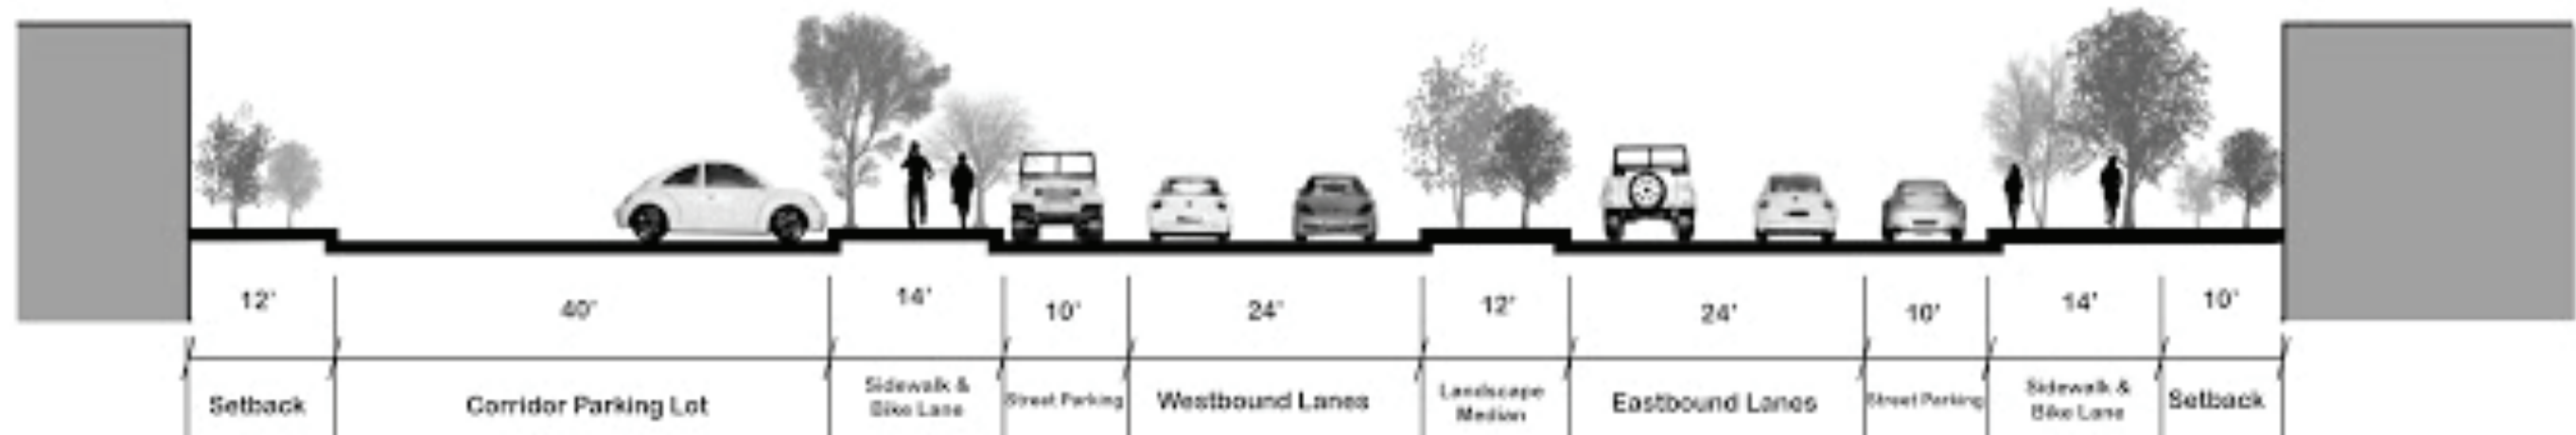 12' 40' 14' 10' 24' 12' 24' 10' 14' 10'
Setback
Corridor Parking Lot
Sidewalk &
Bike Lane
Street Parking
Westbound Lanes
Landscape
Median
Eastbound Lanes
Street Parking
Sidewalk &
Bike Lane
Setback